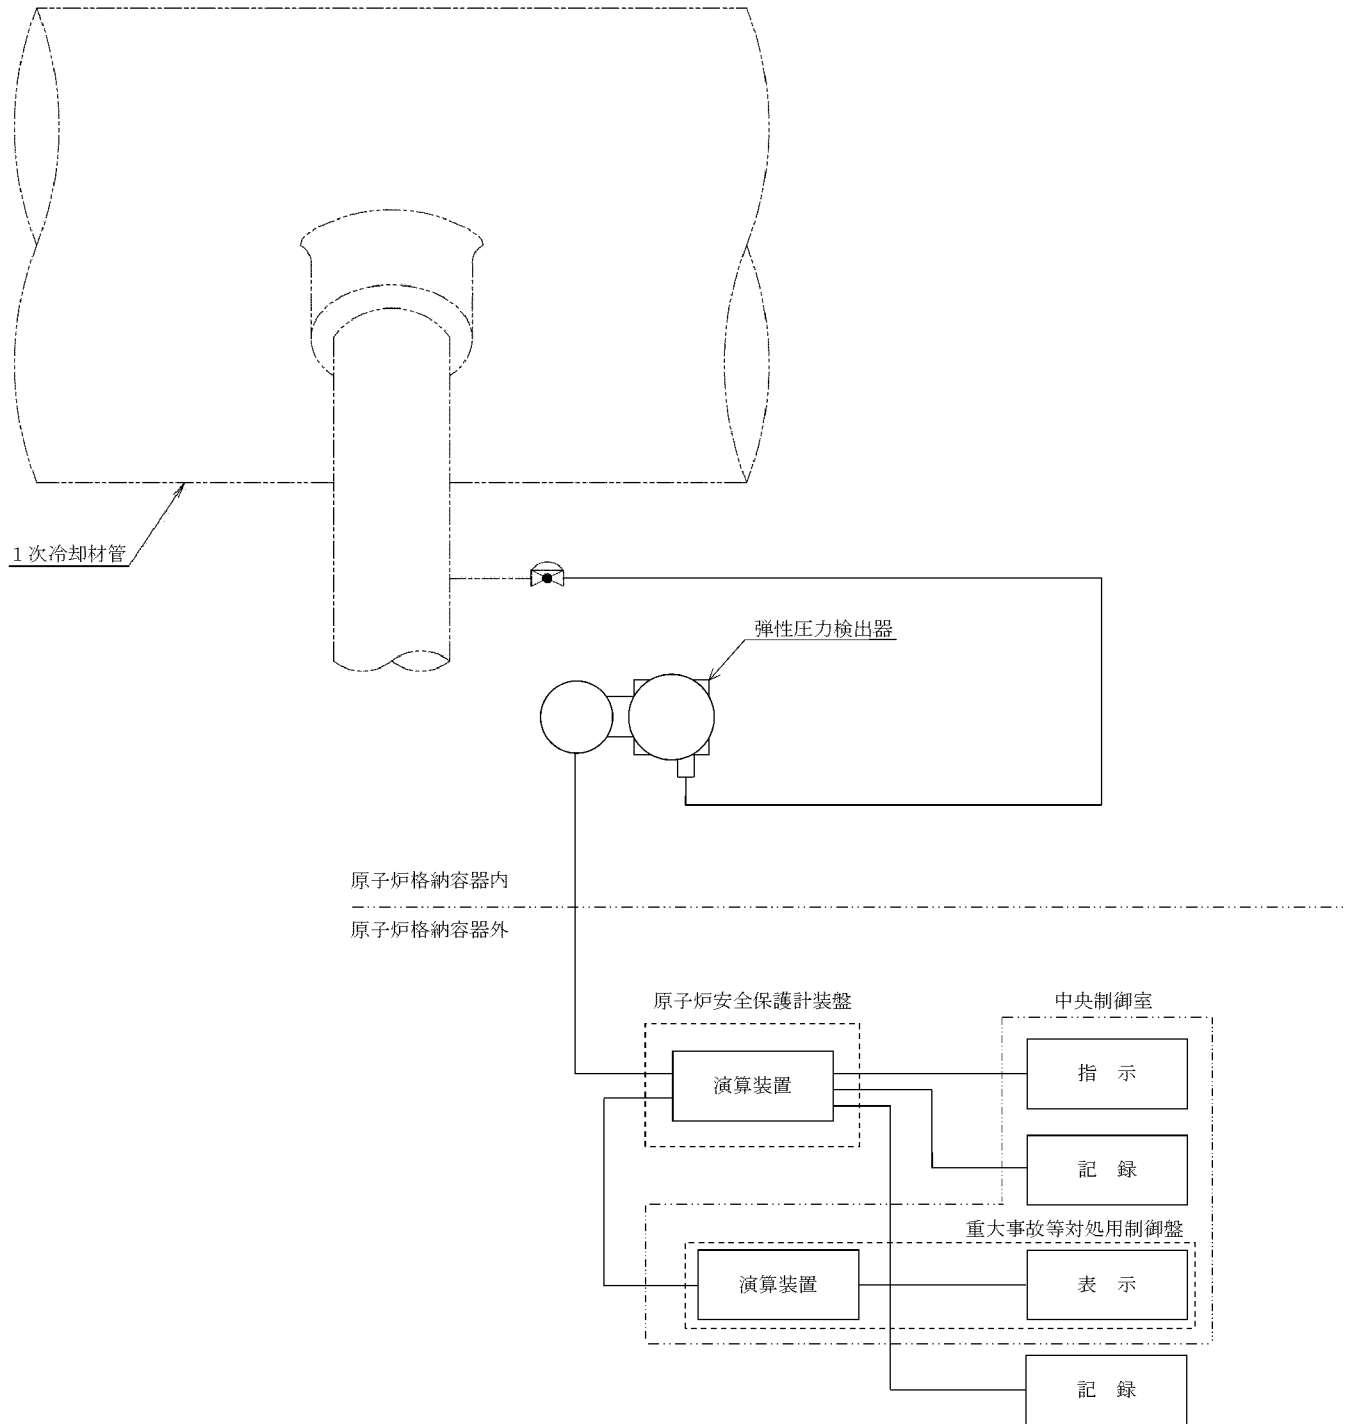 １次冷却材管
弾性圧力検出器
原子炉格納容器内
原子炉格納容器外
原子炉安全保護計装盤
中央制御室
演算装置
指　示
記　録
重大事故等対処用制御盤
演算装置
表　示
記　録